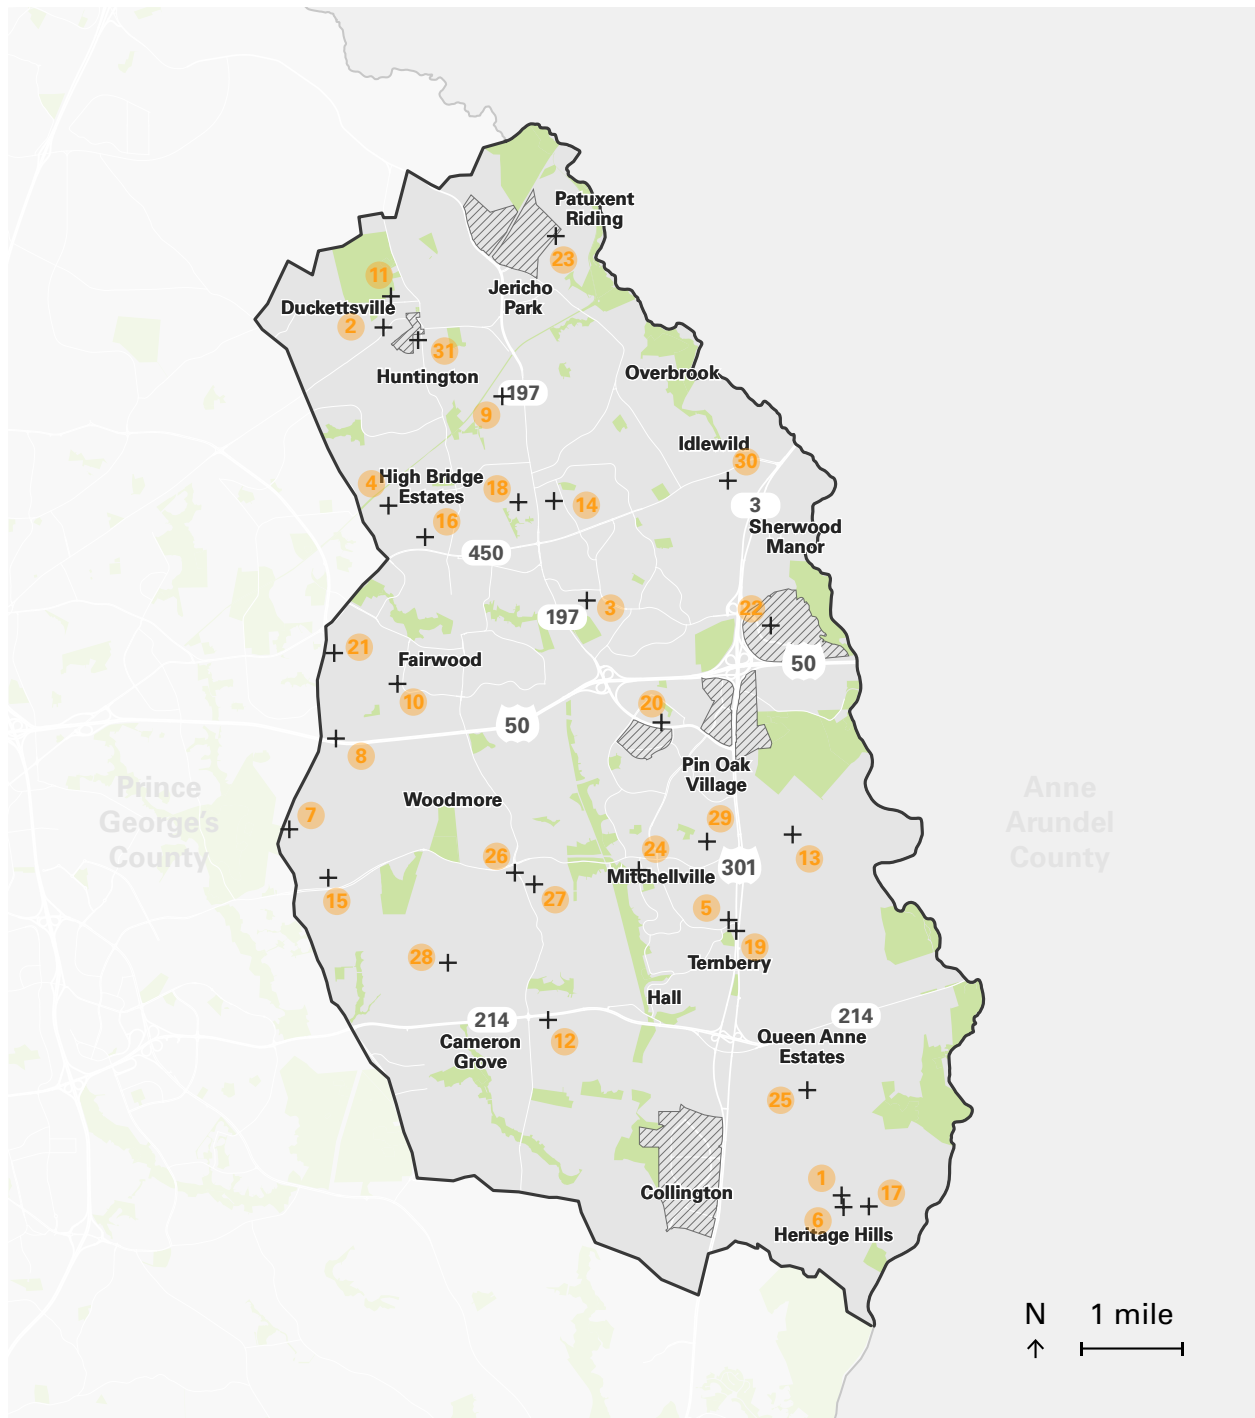 Patuxent
Riding
23
11
Jericho
Park
Duckettsville
2
31
Huntington
Overbrook
197
9
Idlewild
30
4
High Bridge
Estates
18
14
3
16
Sherwood
Manor
450
197
3
22
21
Fairwood
50
10
20
50
8
Pin Oak
Village
Prince
George's
County
Anne
Arundel
County
Woodmore
7
29
24
26
13
301
Mitchellville
15
27
5
19
28
Ternberry
Hall
214
214
Cameron
Grove
12
Queen Anne
Estates
25
1
17
Collington
6
Heritage Hills
N
1 mile